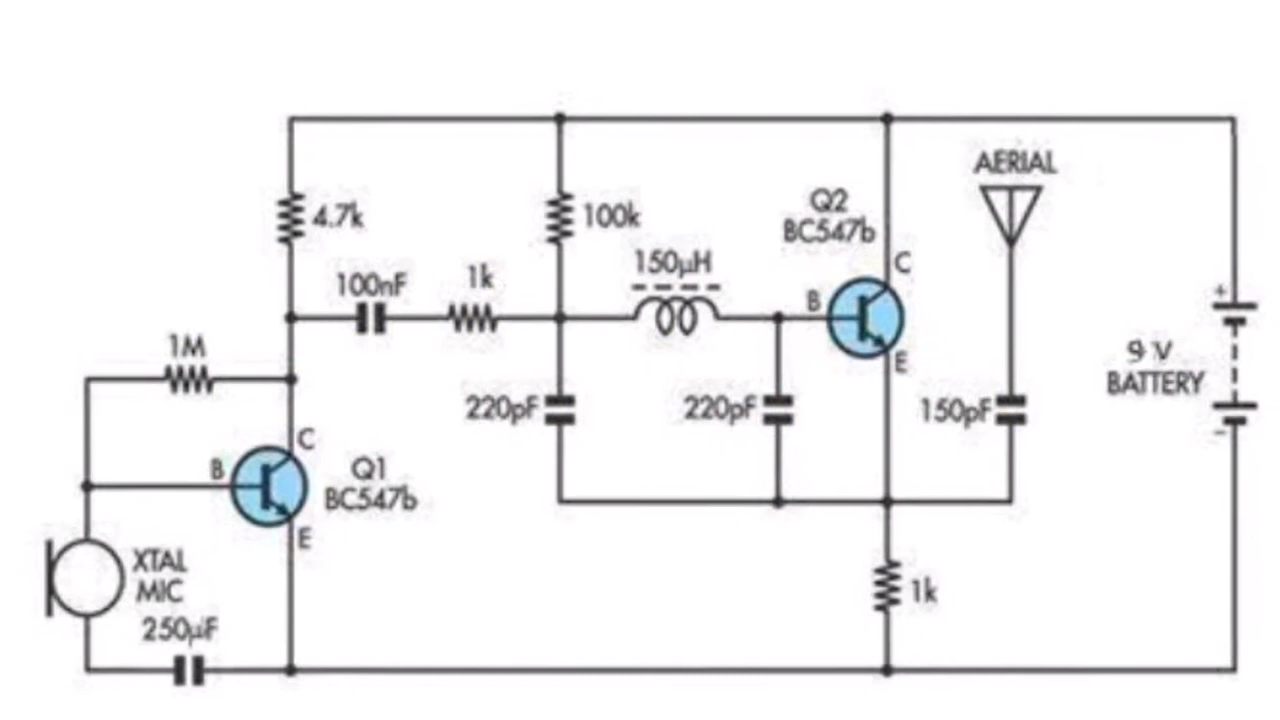 AERIAL
Q2
BC547b
4.7k
100k
C
150µH
1k
100nF
B
+
E
1M
9 V
BATTERY
220pF
220pF
150pF
C
B
Q1
BC547b
-
E
XTAL
MIC
1k
250µF